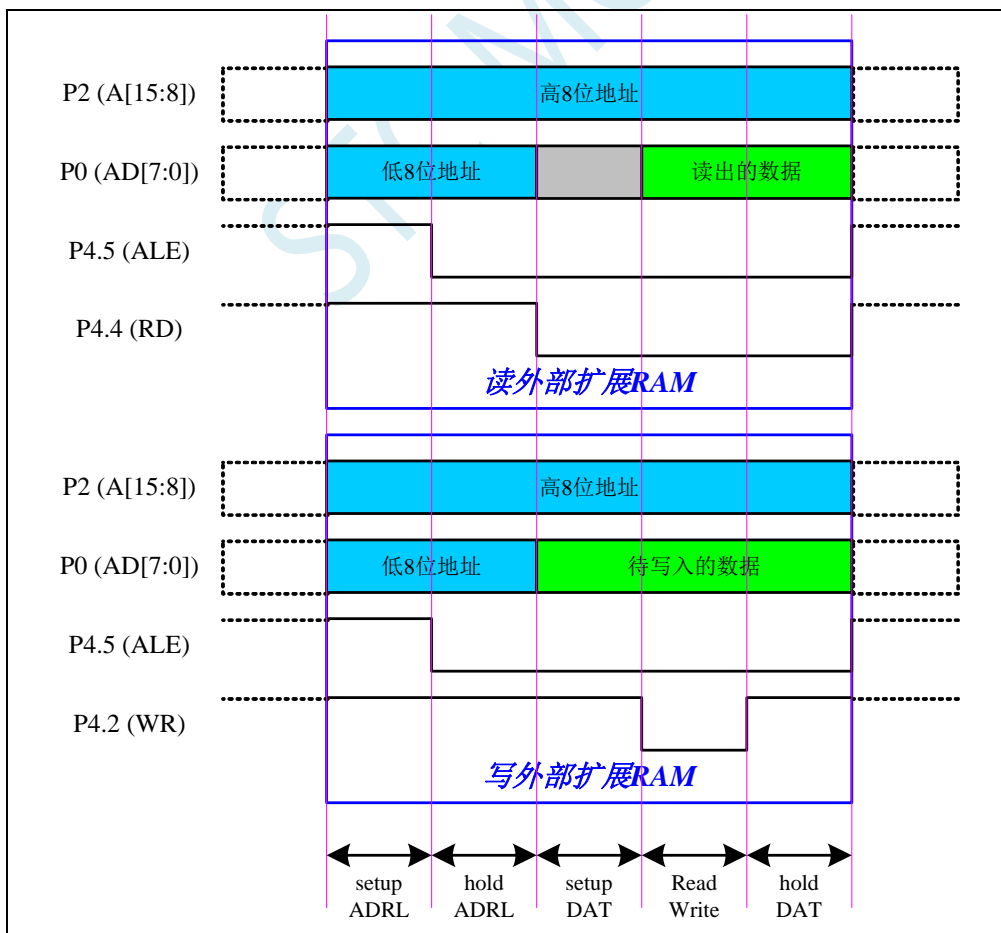 P2 (A[15:8])
高8位地址
P0 (AD[7:0])
低8位地址
读出的数据
P4.5 (ALE)
P4.4 (RD)
读外部扩展RAM
P2 (A[15:8])
高8位地址
P0 (AD[7:0])
低8位地址
待写入的数据
P4.5 (ALE)
P4.2 (WR)
写外部扩展RAM
setup
ADRL
hold
ADRL
setup
DAT
Read
Write
hold
DAT